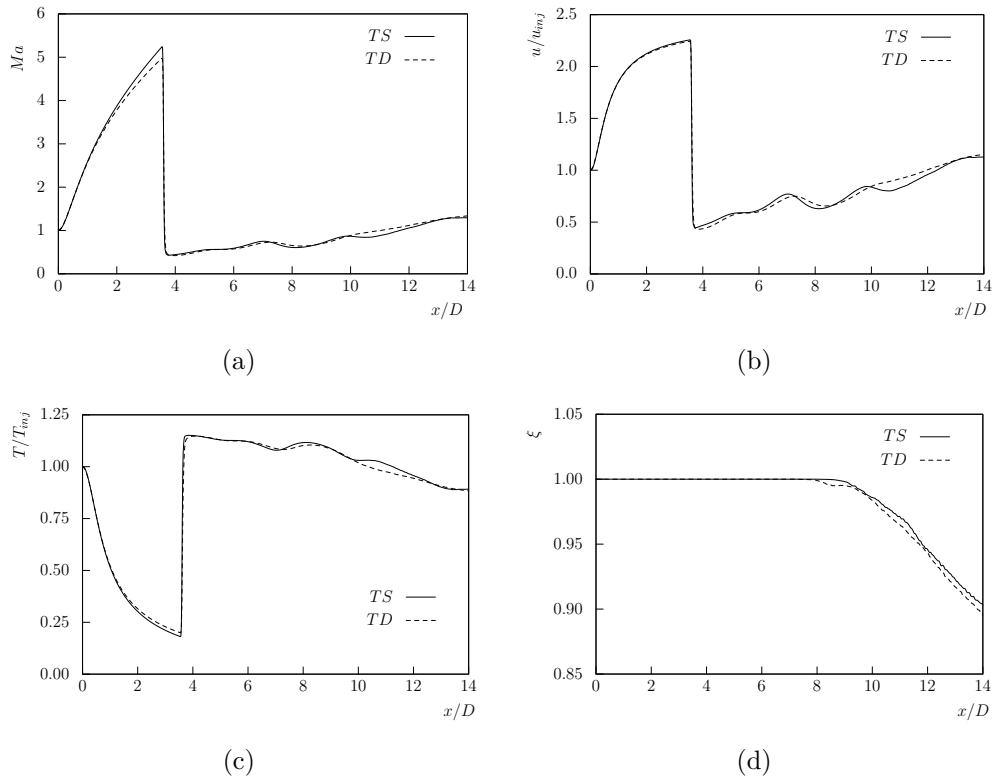 6
5
4
3
2
1
0
Ma
TS
TD
0 2 4 6 8 10 12 14
x/D
(a)
2.5
2.0
1.5
1.0
0.5
0.0
u/u_inj
TS
TD
0 2 4 6 8 10 12 14
x/D
(b)
1.25
1.00
0.75
0.50
0.25
0.00
T/T_inj
TS
TD
0 2 4 6 8 10 12 14
x/D
(c)
1.05
1.00
0.95
0.90
0.85
ξ
TS
TD
0 2 4 6 8 10 12 14
x/D
(d)